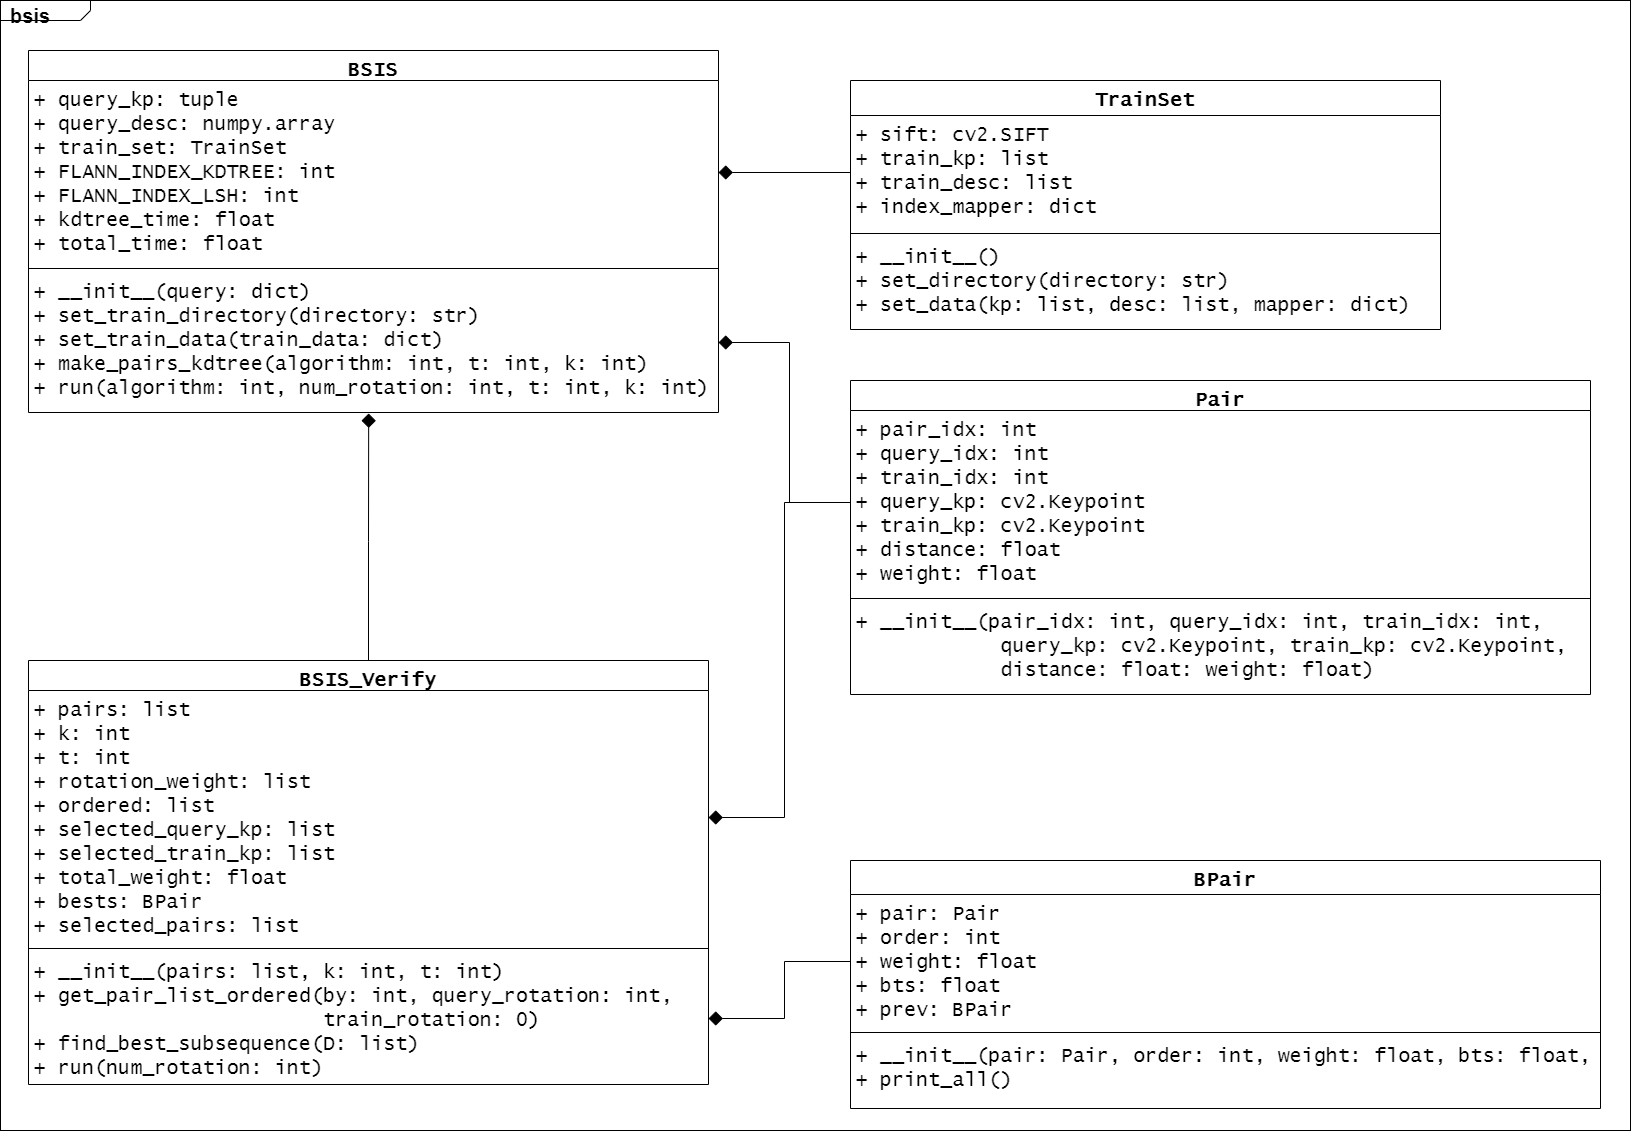 bsis
BSIS
+ query_kp: tuple
+ query_desc: numpy.array
+ train_set: TrainSet
+ FLANN_INDEX_KDTREE: int
+ FLANN_INDEX_LSH: int
+ kdtree_time: float
+ total_time: float
+ __init__(query: dict)
+ set_train_directory(directory: str)
+ set_train_data(train_data: dict)
+ make_pairs_kdtree(algorithm: int, t: int, k: int)
+ run(algorithm: int, num_rotation: int, t: int, k: int)
TrainSet
+ sift: cv2.SIFT
+ train_kp: list
+ train_desc: list
+ index_mapper: dict
+ __init__()
+ set_directory(directory: str)
+ set_data(kp: list, desc: list, mapper: dict)
Pair
+ pair_idx: int
+ query_idx: int
+ train_idx: int
+ query_kp: cv2.Keypoint
+ train_kp: cv2.Keypoint
+ distance: float
+ weight: float
+ __init__(pair_idx: int, query_idx: int, train_idx: int,
query_kp: cv2.Keypoint, train_kp: cv2.Keypoint,
distance: float: weight: float)
BSIS_Verify
+ pairs: list
+ k: int
+ t: int
+ rotation_weight: list
+ ordered: list
+ selected_query_kp: list
+ selected_train_kp: list
+ total_weight: float
+ bests: BPair
+ selected_pairs: list
+ __init__(pairs: list, k: int, t: int)
+ get_pair_list_ordered(by: int, query_rotation: int,
train_rotation: 0)
+ find_best_subsequence(D: list)
+ run(num_rotation: int)
BPair
+ pair: Pair
+ order: int
+ weight: float
+ bts: float
+ prev: BPair
+ __init__(pair: Pair, order: int, weight: float, bts: float,
+ print_all()